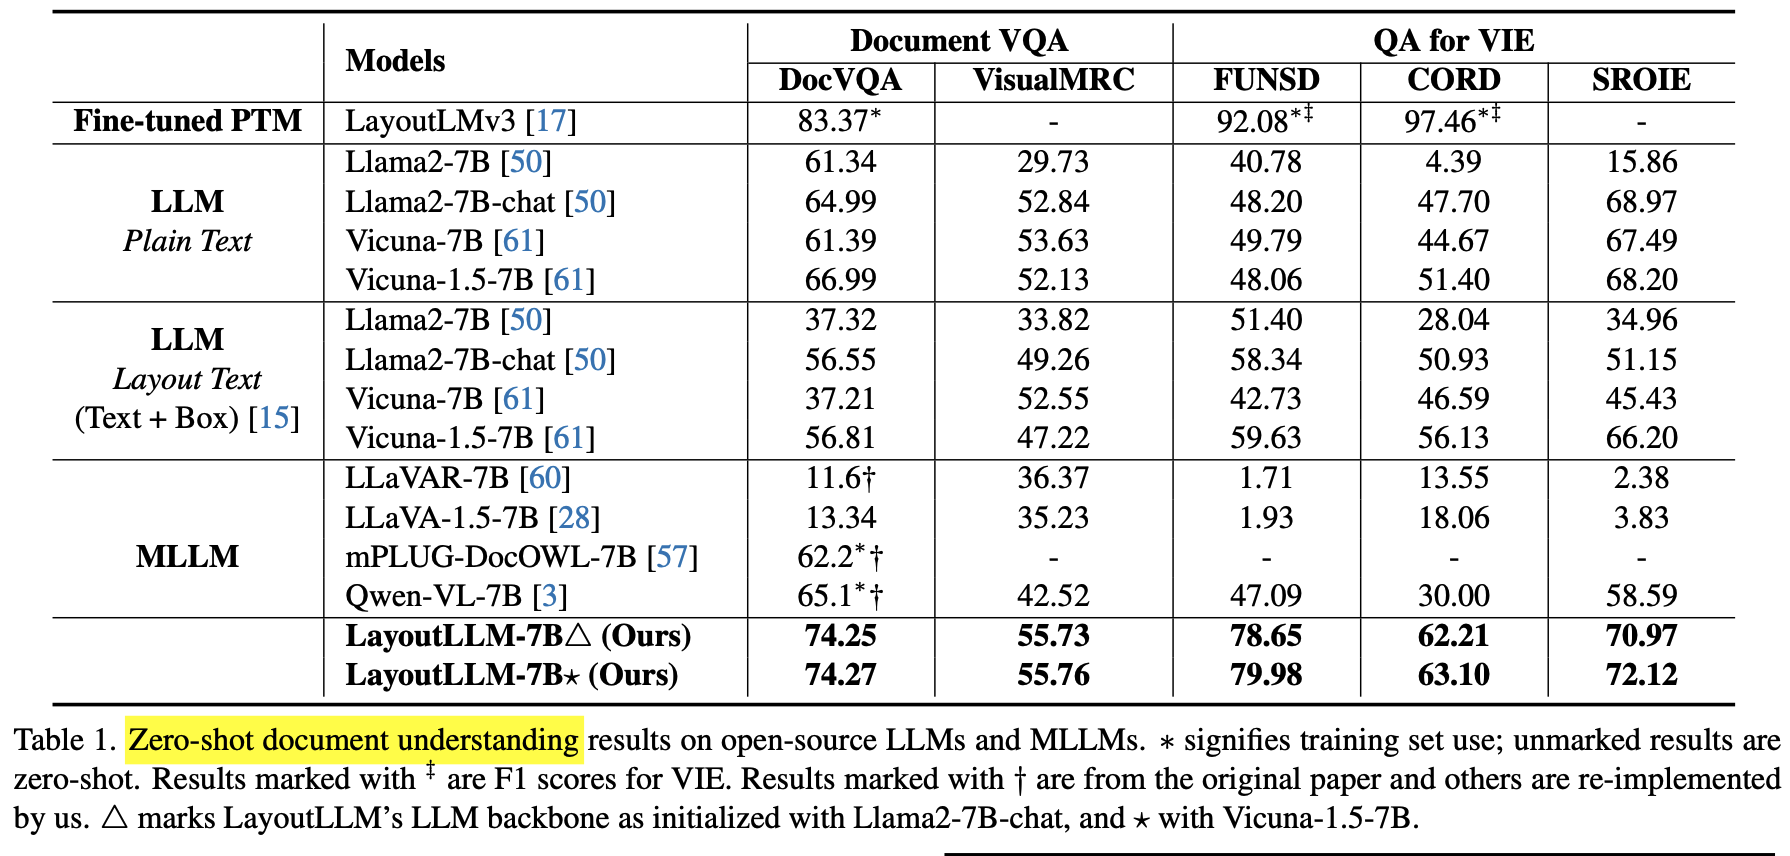 Models Document VQA QA for VIE
DocVQA VisualMRC FUNSD CORD SROIE
Fine-tuned PTM LayoutLMv3 [17] 83.37* - 92.08*‡ 97.46*‡ -
LLM
Plain Text
Llama2-7B [50] 61.34 29.73 40.78 4.39 15.86
Llama2-7B-chat [50] 64.99 52.84 48.20 47.70 68.97
Vicuna-7B [61] 61.39 53.63 49.79 44.67 67.49
Vicuna-1.5-7B [61] 66.99 52.13 48.06 51.40 68.20
LLM
Layout Text
(Text + Box) [15]
Llama2-7B [50] 37.32 33.82 51.40 28.04 34.96
Llama2-7B-chat [50] 56.55 49.26 58.34 50.93 51.15
Vicuna-7B [61] 37.21 52.55 42.73 46.59 45.43
Vicuna-1.5-7B [61] 56.81 47.22 59.63 56.13 66.20
MLLM
LLaVAR-7B [60] 11.6† 36.37 1.71 13.55 2.38
LLaVA-1.5-7B [28] 13.34 35.23 1.93 18.06 3.83
mPLUG-DocOWL-7B [57] 62.2*† - - - -
Qwen-VL-7B [3] 65.1*† 42.52 47.09 30.00 58.59
LayoutLLM-7B△ (Ours) 74.25 55.73 78.65 62.21 70.97
LayoutLLM-7B⋆ (Ours) 74.27 55.76 79.98 63.10 72.12
Table 1. Zero-shot document understanding results on open-source LLMs and MLLMs. * signifies training set use; unmarked results are
zero-shot. Results marked with ‡ are F1 scores for VIE. Results marked with † are from the original paper and others are re-implemented
by us. △ marks LayoutLLM's LLM backbone as initialized with Llama2-7B-chat, and ⋆ with Vicuna-1.5-7B.